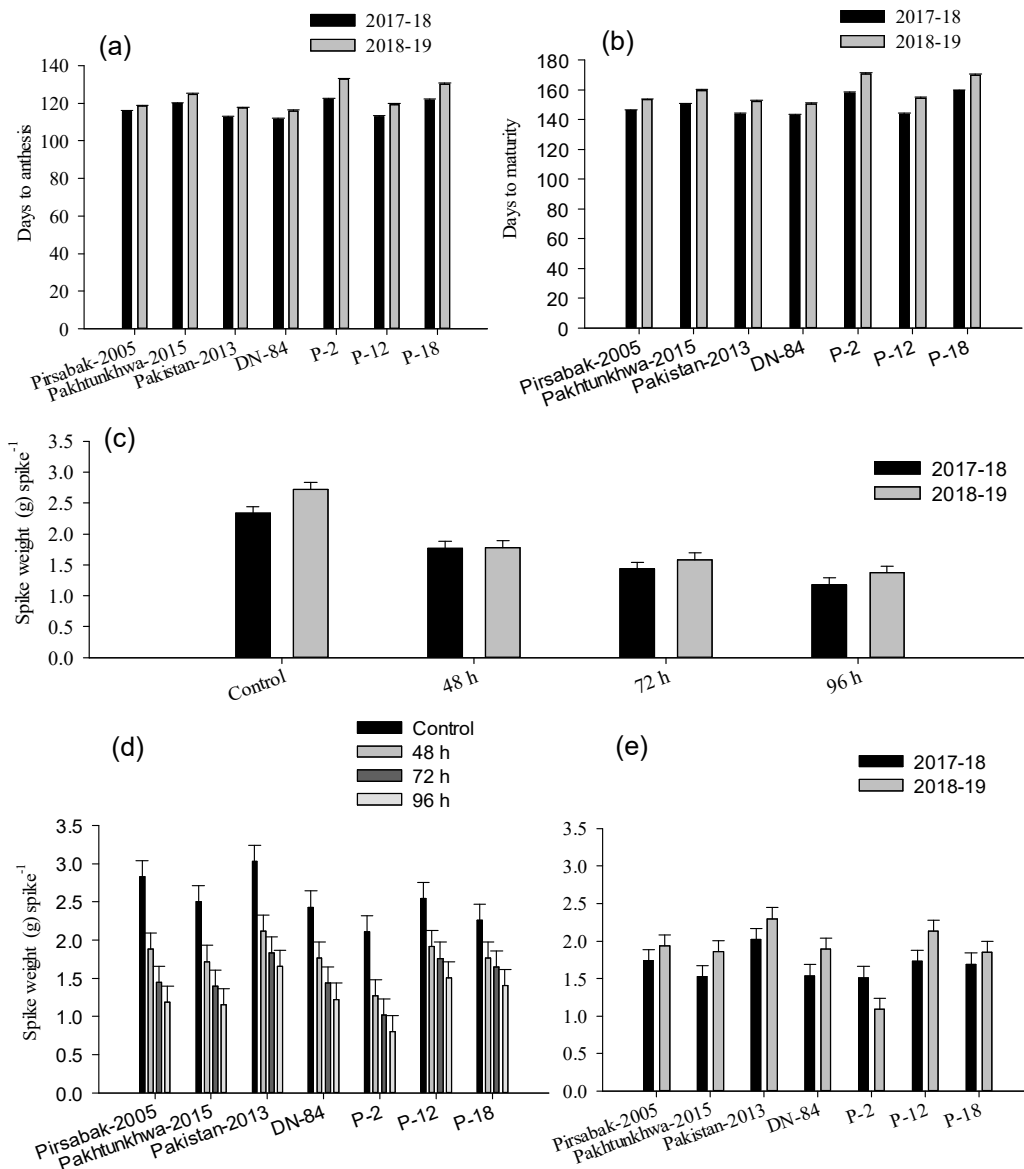 (a)
2017-18
2018-19
Days to anthesis
140
120
100
80
60
40
20
0
Pirsabak-2005
Pakhtunkhwa-2015
Pakistan-2013
DN-84
P-2
P-12
P-18
(b)
2017-18
2018-19
Days to maturity
180
160
140
120
100
80
60
40
20
0
Pirsabak-2005
Pakhtunkhwa-2015
Pakistan-2013
DN-84
P-2
P-12
P-18
(c)
2017-18
2018-19
Spike weight (g) spike-1
3.5
3.0
2.5
2.0
1.5
1.0
0.5
0.0
Control
48 h
72 h
96 h
(d)
Control
48 h
72 h
96 h
Spike weight (g) spike-1
3.5
3.0
2.5
2.0
1.5
1.0
0.5
0.0
Pirsabak-2005
Pakhtunkhwa-2015
Pakistan-2013
DN-84
P-2
P-12
P-18
(e)
2017-18
2018-19
3.5
3.0
2.5
2.0
1.5
1.0
0.5
0.0
Pirsabak-2005
Pakhtunkhwa-2015
Pakistan-2013
DN-84
P-2
P-12
P-18